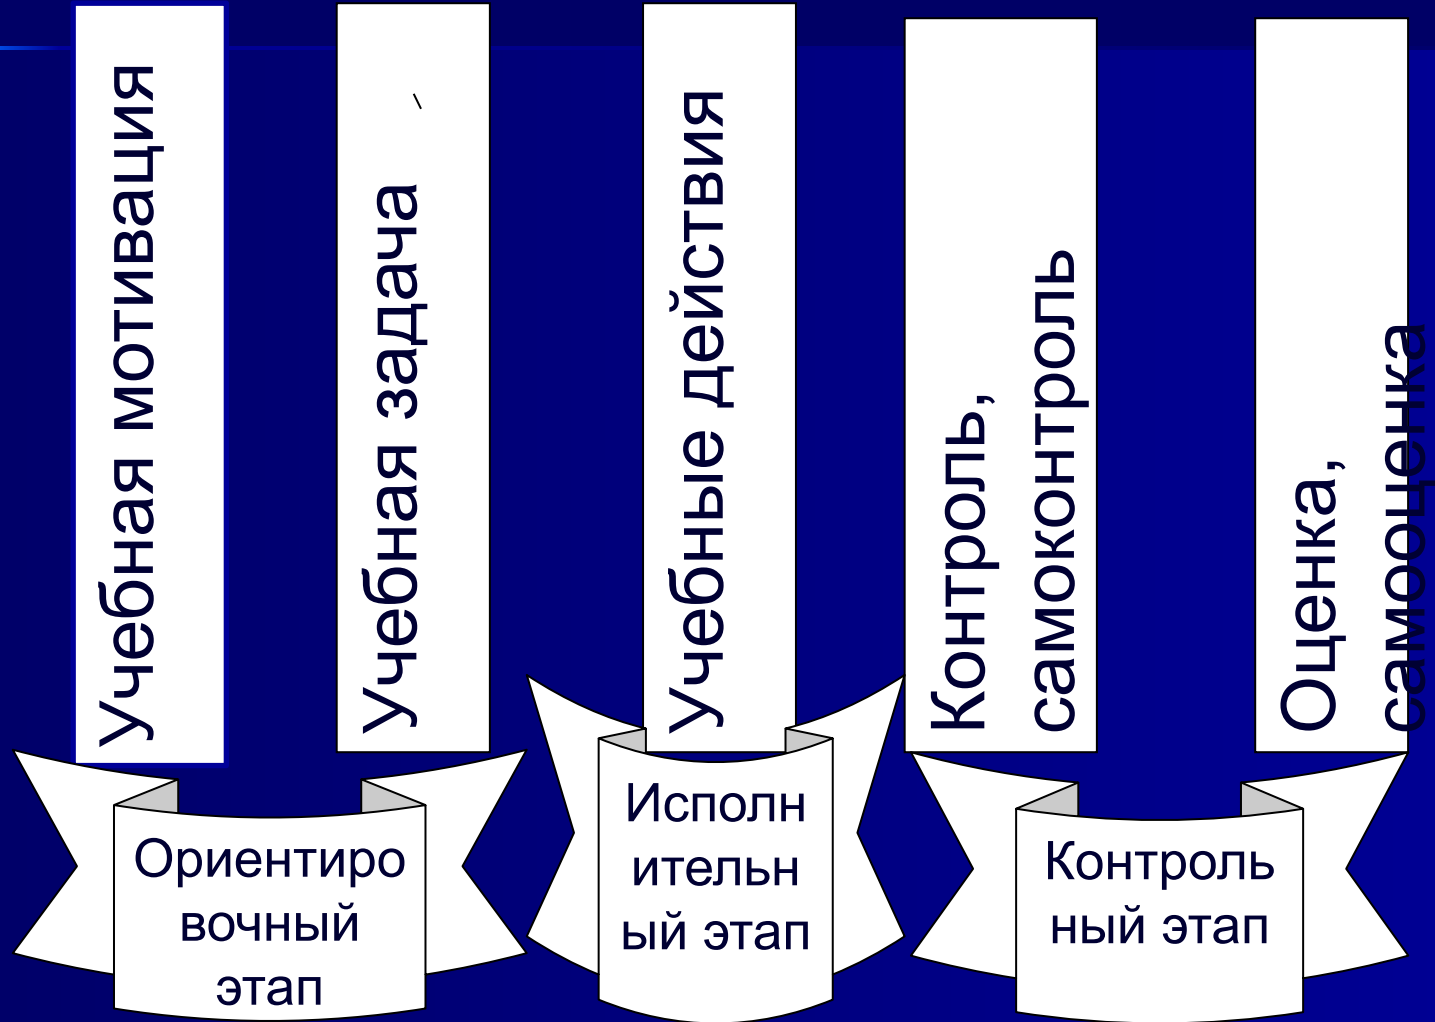 Учебная мотивация
Учебная задача
Учебные действия
Контроль,
самоконтроль
Оценка,
самооценка
Ориентиро
вочный
этап
Исполн
ительн
ый этап
Контроль
ный этап